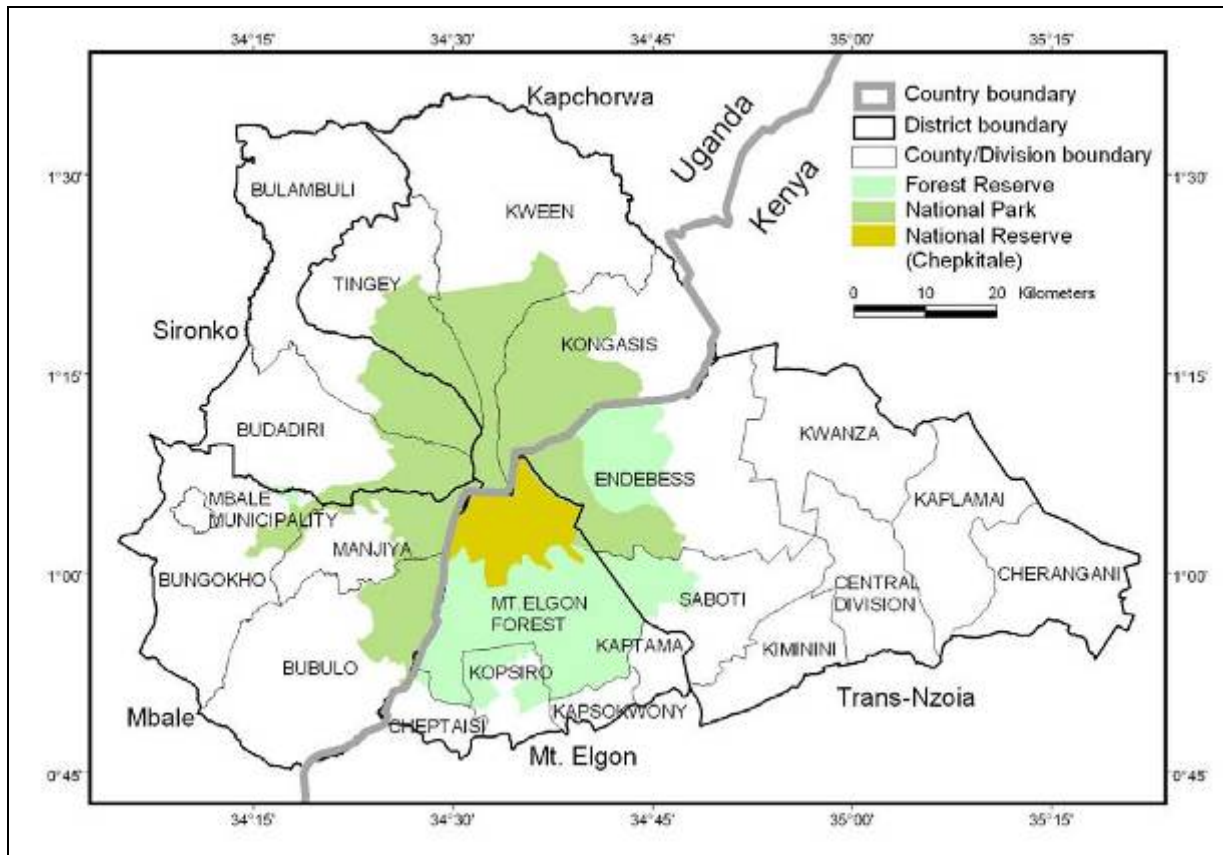 34°15'
34°30'
34°45'
35°00'
35°15'
Kapchorwa
Uganda
Kenya
Country boundary
District boundary
County/Division boundary
Forest Reserve
National Park
National Reserve
(Chepkitale)
0 10 20 Kilometers
1°30'
1°30'
BULAMBULI
KWEEN
TINGEY
Sironko
KONGASIS
1°15'
1°15'
BUDADIRI
KWANZA
ENDEBESS
KAPLAMAI
MBALE
MUNICIPALITY
MANJIYA
BUNGOKHO
1°00'
1°00'
CHERANGANI
CENTRAL
DIVISION
SABOTI
MT. ELGON
FOREST
KAPTAMA
KIMININI
BUBULO
KOPSIRO
Trans-Nzoia
Mbale
KAPSOKWONY
CHEPTAISI
Mt. Elgon
0°45'
0°45'
34°15'
34°30'
34°45'
35°00'
35°15'